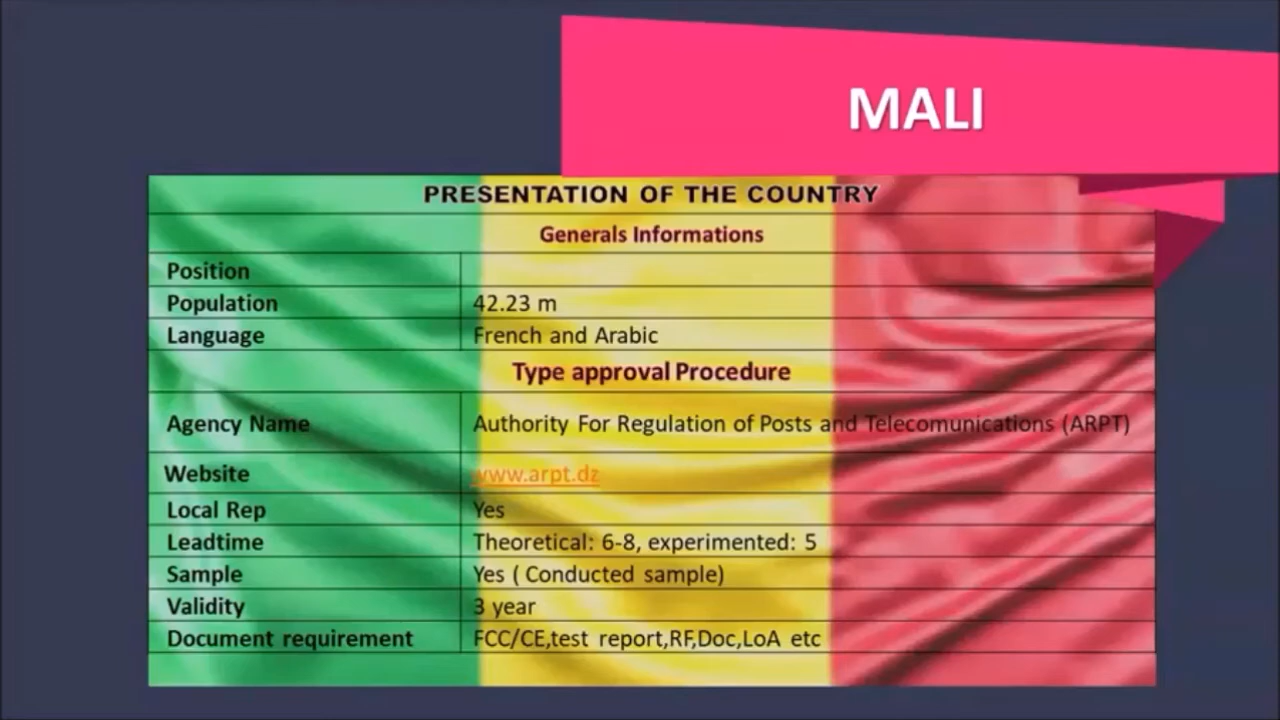 MALI
PRESENTATION OF THE COUNTRY
Generals Informations
Position
Population 42.23 m
Language French and Arabic
Type approval Procedure
Agency Name Authority For Regulation of Posts and Telecomunications (ARPT)
Website www.arpt.dz
Local Rep Yes
Leadtime Theoretical: 6-8, experimented: 5
Sample Yes ( Conducted sample)
Validity 3 year
Document requirement FCC/CE,test report,RF,Doc,LoA etc